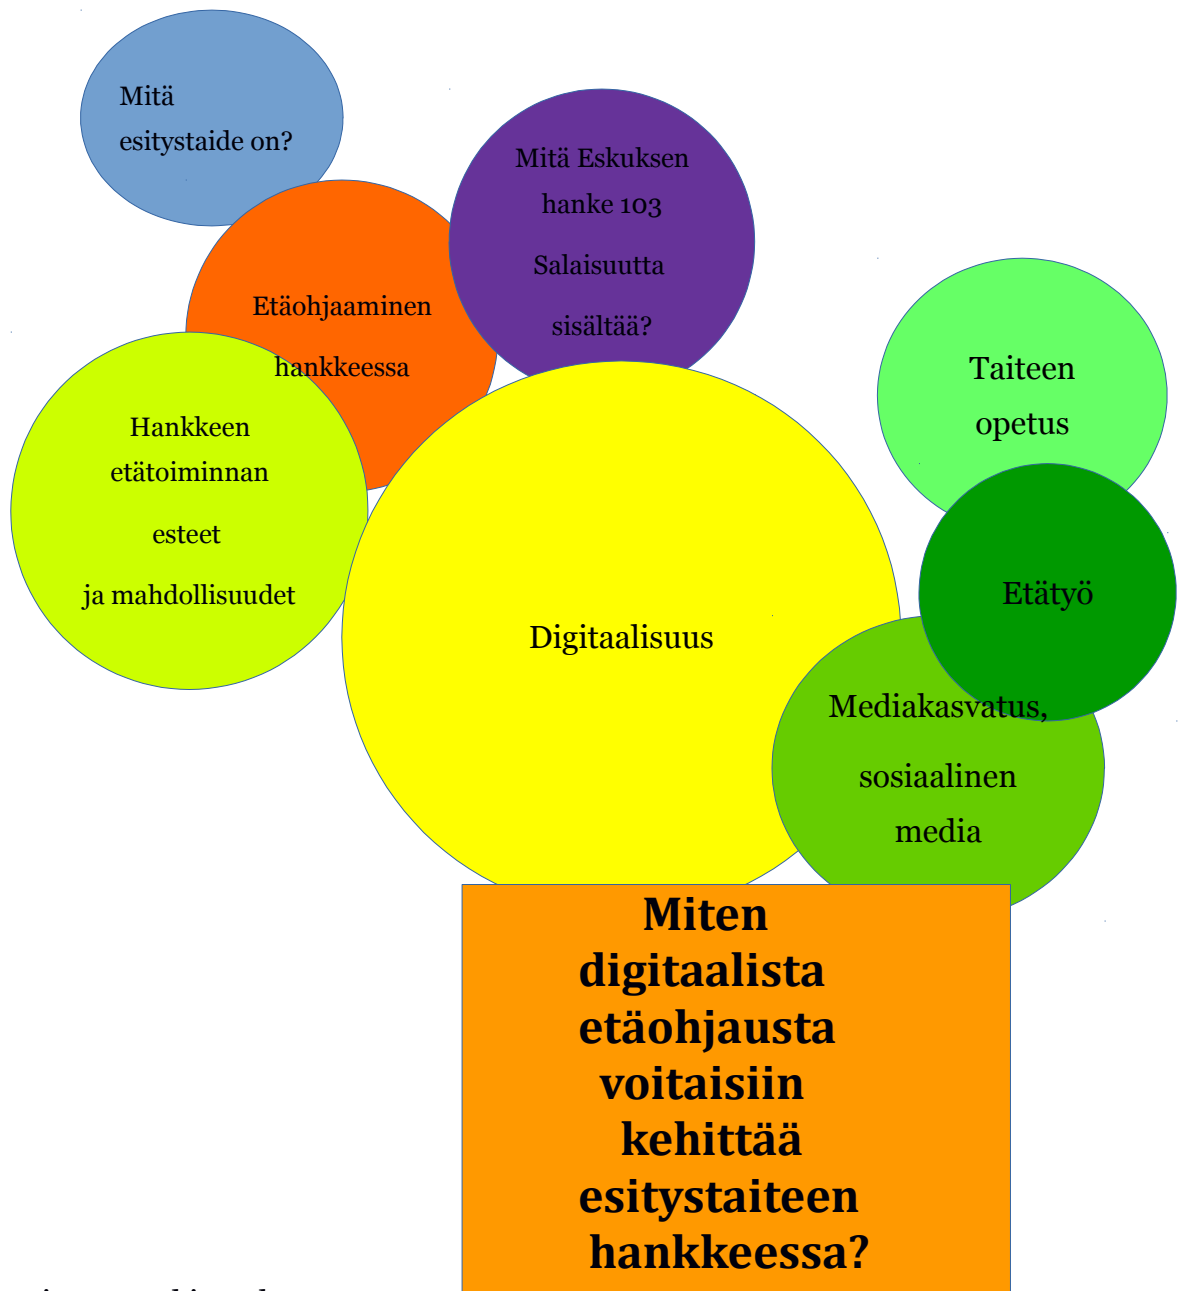 Mitä
esitystaide on?
Mitä Eskuksen
hanke 103
Salaisuutta
sisältää?
Etäohjaaminen
hankkeessa
Hankkeen
etätoiminnan
esteet
ja mahdollisuudet
Taiteen
opetus
Etätyö
Digitaalisuus
Mediakasvatus,
sosiaalinen
media
Miten
digitaalista
etäohjausta
voitaisiin
kehittää
esitystaiteen
hankkeessa?